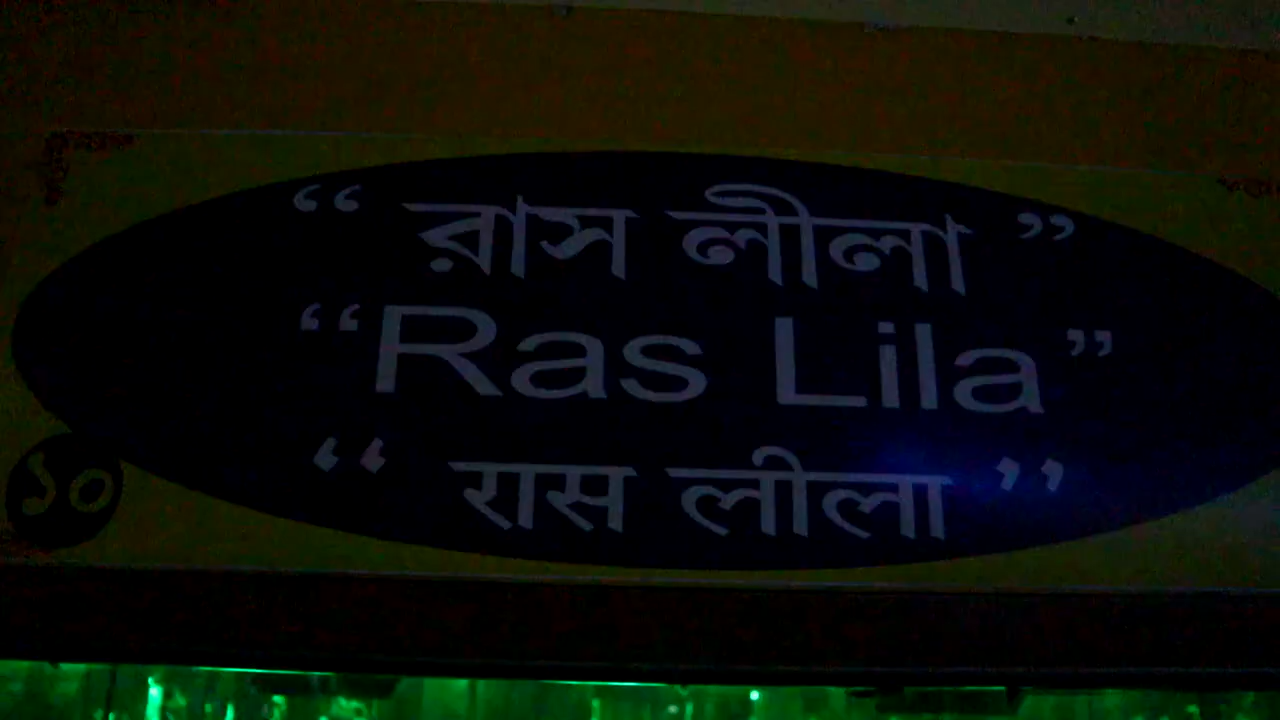 “ রাস লীলা ”
“Ras Lila”
“ रास लीला ”
১০